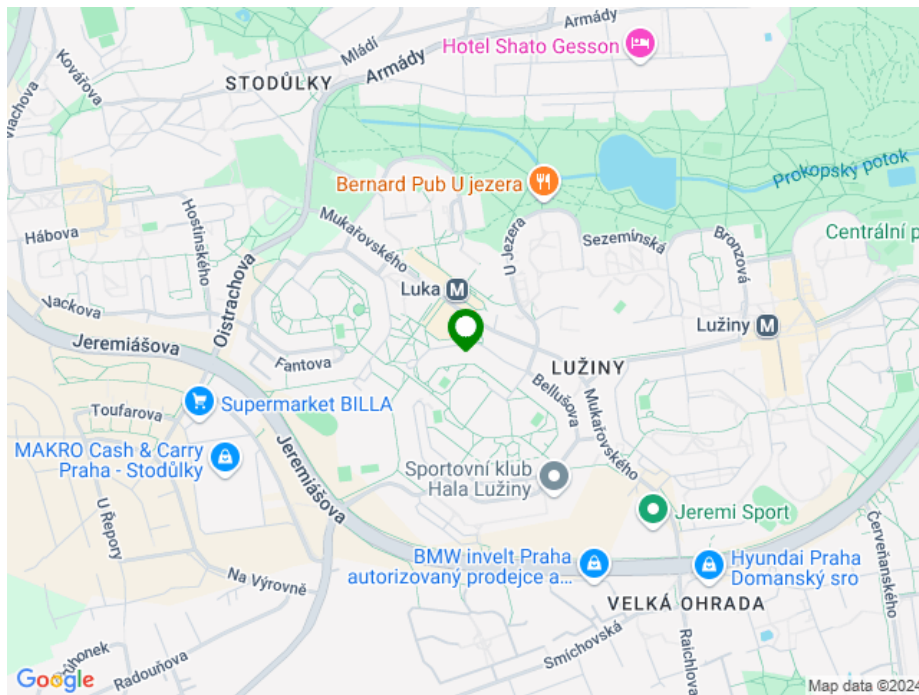 Armády
Hotel Shato Gesson
Mládí
Armády
Kovářova
STODŮLKY
Vlachova
Prokopský potok
Bernard Pub U jezera
Hostinského
Mukařovského
U Jezera
Sezemínská
Bronzová
Hábova
Centrální p
Luka
M
Vackova
Oistrachova
Lužiny
M
Jeremiášova
Fantova
LUŽINY
Bellušova
Mukařovského
Toufarova
Supermarket BILLA
MAKRO Cash & Carry
Praha - Stodůlky
Jeremiášova
Sportovní klub
Hala Lužiny
U Řepory
Jeremi Sport
Červeňanského
BMW invelt Praha
autorizovaný prodejce a...
Hyundai Praha
Domanský sro
Na Výrovně
VELKÁ OHRADA
Smíchovská
Raichlova
Radouňova
Google
Map data ©2024